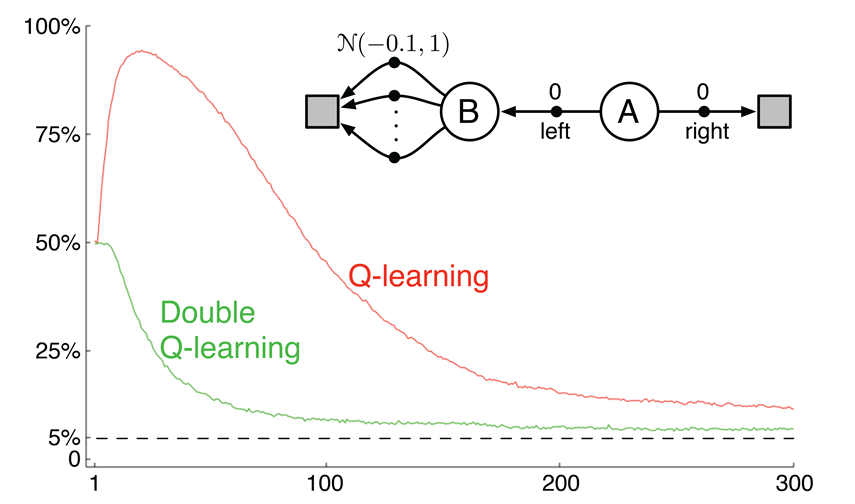 100%
75%
50%
25%
5%
0
1
100
200
300
N(−0.1, 1)
B
0
left
A
0
right
Q-learning
Double
Q-learning